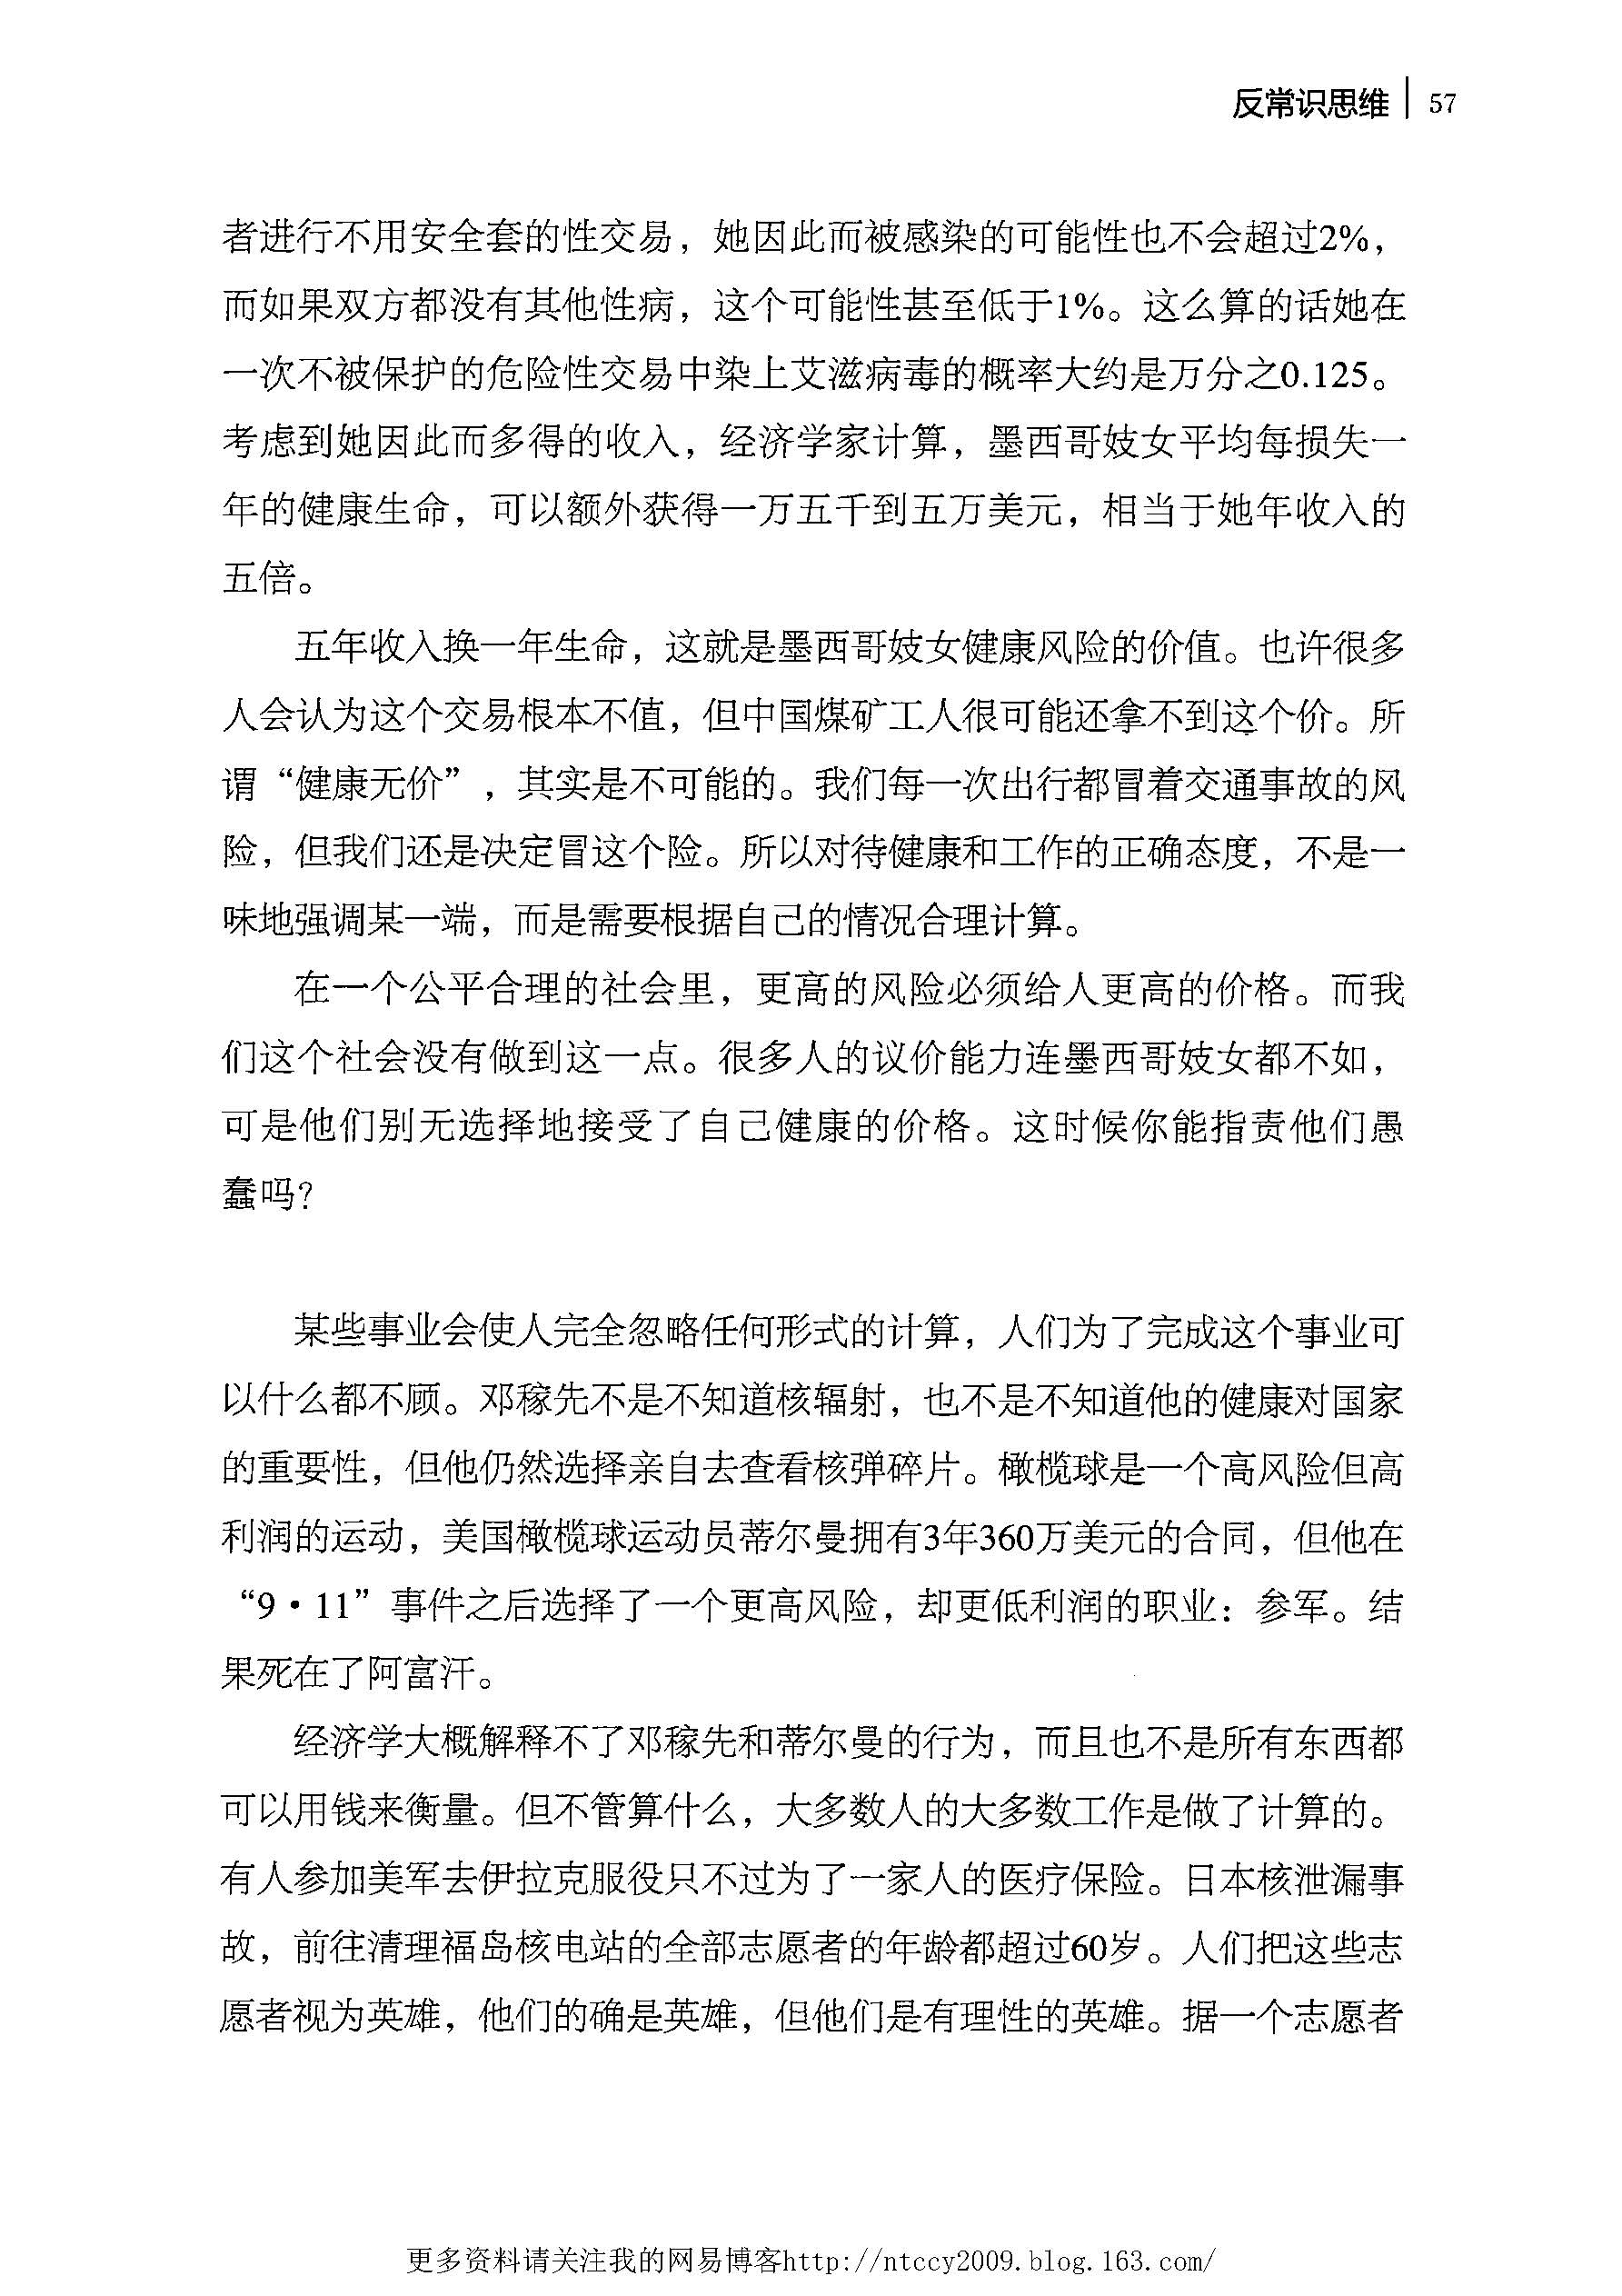 反常识思维 | 57
者进行不用安全套的性交易，她因此而被感染的可能性也不会超过2%，
而如果双方都没有其他性病，这个可能性甚至低于1%。这么算的话她在
一次不被保护的危险性交易中染上艾滋病毒的概率大约是万分之0.125。
考虑到她因此而多得的收入，经济学家计算，墨西哥妓女平均每损失一
年的健康生命，可以额外获得一万五千到五万美元，相当于她年收入的
五倍。
五年收入换一年生命，这就是墨西哥妓女健康风险的价值。也许很多
人会认为这个交易根本不值，但中国煤矿工人很可能还拿不到这个价。所
谓“健康无价”，其实是不可能的。我们每一次出行都冒着交通事故的风
险，但我们还是决定冒这个险。所以对待健康和工作的正确态度，不是一
味地强调某一端，而是需要根据自己的情况合理计算。
在一个公平合理的社会里，更高的风险必须给人更高的价格。而我
们这个社会没有做到这一点。很多人的议价能力连墨西哥妓女都不如，
可是他们别无选择地接受了自己健康的价格。这时候你能指责他们愚
蠢吗？
某些事业会使人完全忽略任何形式的计算，人们为了完成这个事业可
以什么都不顾。邓稼先不是不知道核辐射，也不是不知道他的健康对国家
的重要性，但他仍然选择亲自去查看核弹碎片。橄榄球是一个高风险但高
利润的运动，美国橄榄球运动员蒂尔曼拥有3年360万美元的合同，但他在
“9·11”事件之后选择了一个更高风险，却更低利润的职业：参军。结
果死在了阿富汗。
经济学大概解释不了邓稼先和蒂尔曼的行为，而且也不是所有东西都
可以用钱来衡量。但不管算什么，大多数人的大多数工作是做了计算的。
有人参加美军去伊拉克服役只不过为了一家人的医疗保险。日本核泄漏事
故，前往清理福岛核电站的全部志愿者的年龄都超过60岁。人们把这些志
愿者视为英雄，他们的确是英雄，但他们是有理性的英雄。据一个志愿者
更多资料请关注我的网易博客http://ntccy2009.blog.163.com/